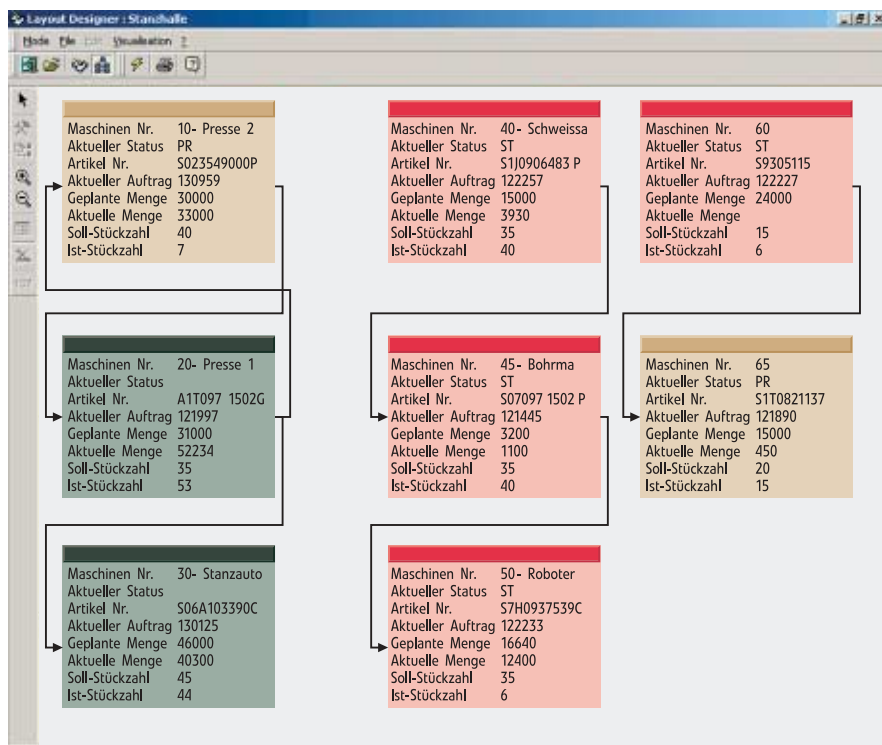 Layout Designer : Stanzhalle
Mode File Edit Visualisation ?
Maschinen Nr. 10- Presse 2
Aktueller Status PR
Artikel Nr. S023549000P
Aktueller Auftrag 130959
Geplante Menge 30000
Aktuelle Menge 33000
Soll-Stückzahl 40
Ist-Stückzahl 7
Maschinen Nr. 40- Schweissa
Aktueller Status ST
Artikel Nr. S1J0906483 P
Aktueller Auftrag 122257
Geplante Menge 15000
Aktuelle Menge 3930
Soll-Stückzahl 35
Ist-Stückzahl 40
Maschinen Nr. 60
Aktueller Status ST
Artikel Nr. S9305115
Aktueller Auftrag 122227
Geplante Menge 24000
Aktuelle Menge
Soll-Stückzahl 15
Ist-Stückzahl 6
Maschinen Nr. 20- Presse 1
Aktueller Status
Artikel Nr. A1T097 1502G
Aktueller Auftrag 121997
Geplante Menge 31000
Aktuelle Menge 52234
Soll-Stückzahl 35
Ist-Stückzahl 53
Maschinen Nr. 45- Bohrma
Aktueller Status ST
Artikel Nr. S07097 1502 P
Aktueller Auftrag 121445
Geplante Menge 3200
Aktuelle Menge 1100
Soll-Stückzahl 35
Ist-Stückzahl 40
Maschinen Nr. 65
Aktueller Status PR
Artikel Nr. S1T0821137
Aktueller Auftrag 121890
Geplante Menge 15000
Aktuelle Menge 450
Soll-Stückzahl 20
Ist-Stückzahl 15
Maschinen Nr. 30- Stanzauto
Aktueller Status
Artikel Nr. S06A103390C
Aktueller Auftrag 130125
Geplante Menge 46000
Aktuelle Menge 40300
Soll-Stückzahl 45
Ist-Stückzahl 44
Maschinen Nr. 50- Roboter
Aktueller Status ST
Artikel Nr. S7H0937539C
Aktueller Auftrag 122233
Geplante Menge 16640
Aktuelle Menge 12400
Soll-Stückzahl 35
Ist-Stückzahl 6